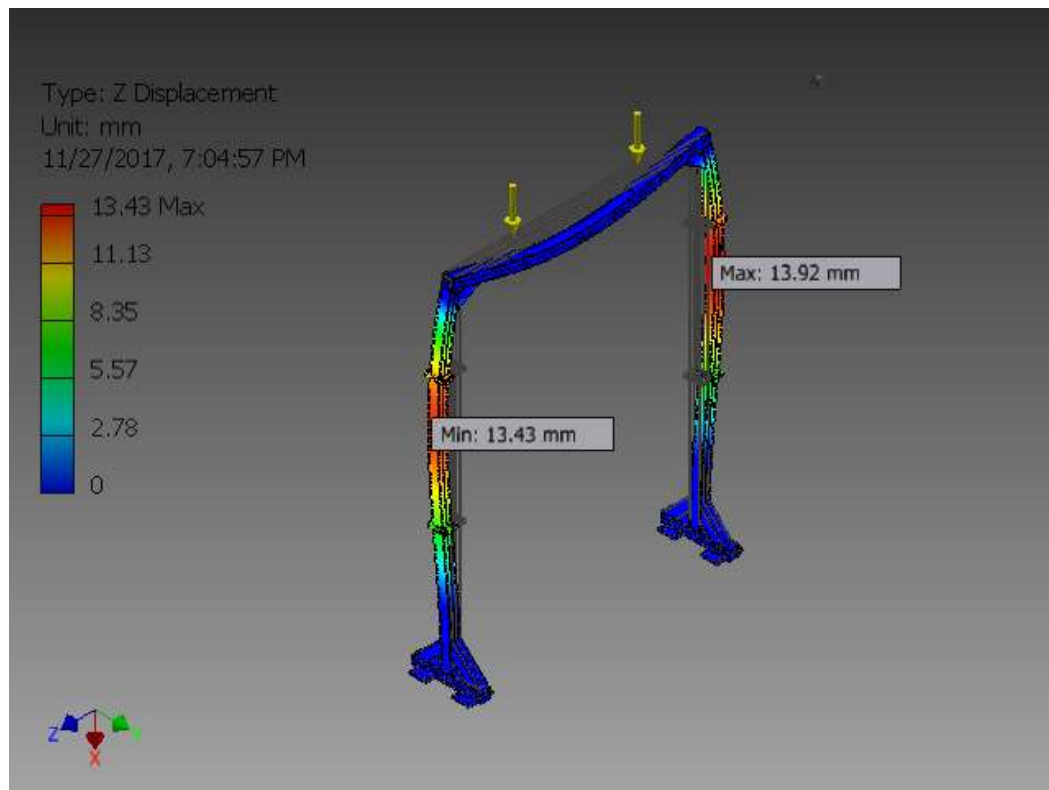 Type: Z Displacement
Unit: mm
11/27/2017, 7:04:57 PM
13.43 Max
11.13
8.35
5.57
2.78
0
Max: 13.92 mm
Min: 13.43 mm
Z
Y
X